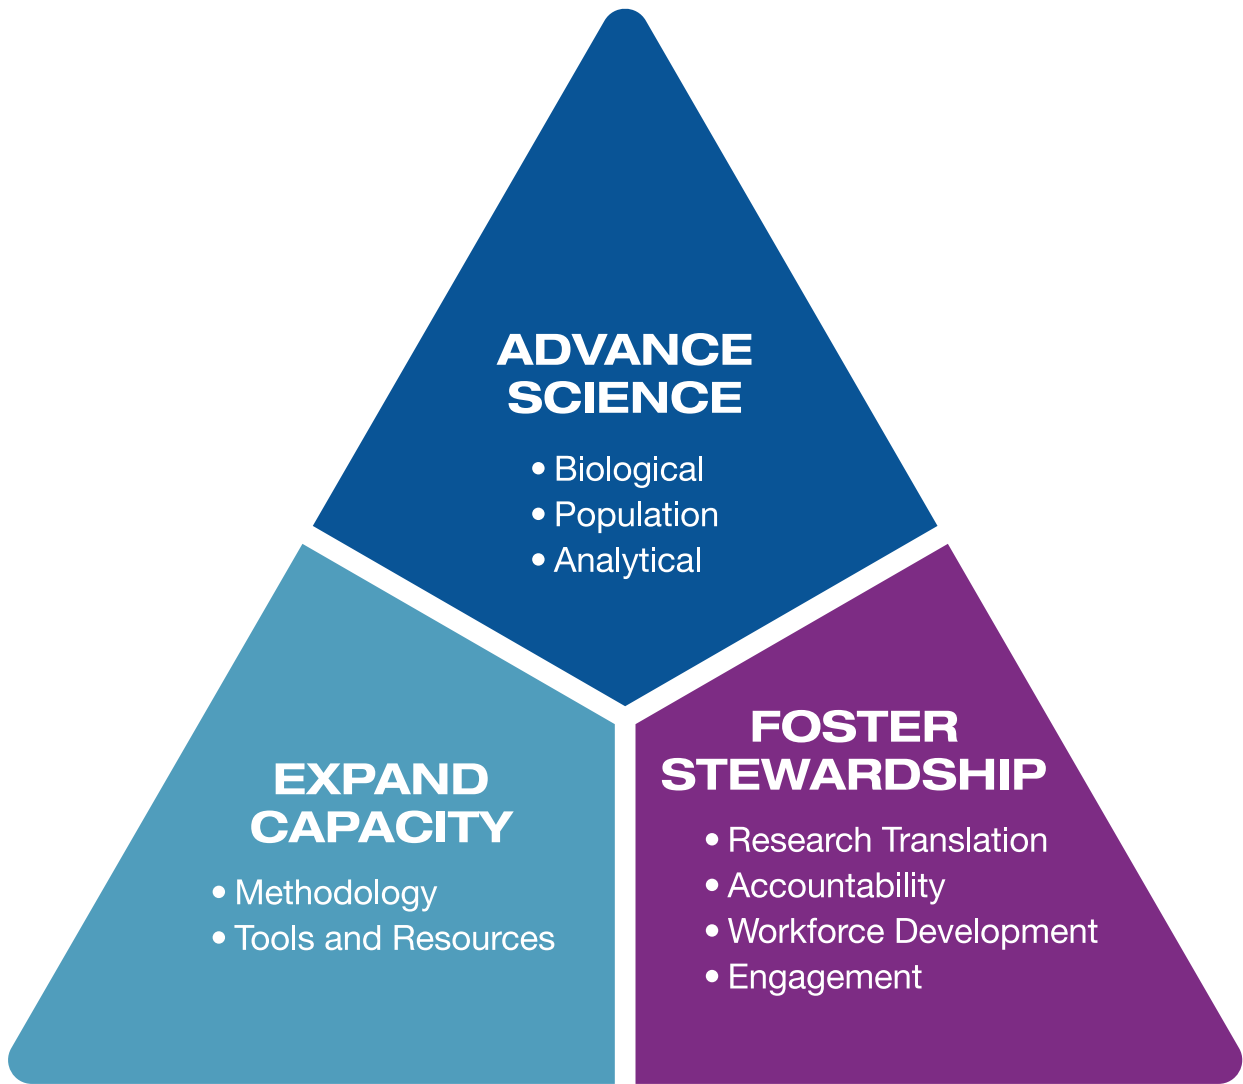 ADVANCE
SCIENCE
• Biological
• Population
• Analytical
EXPAND
CAPACITY
• Methodology
• Tools and Resources
FOSTER
STEWARDSHIP
• Research Translation
• Accountability
• Workforce Development
• Engagement